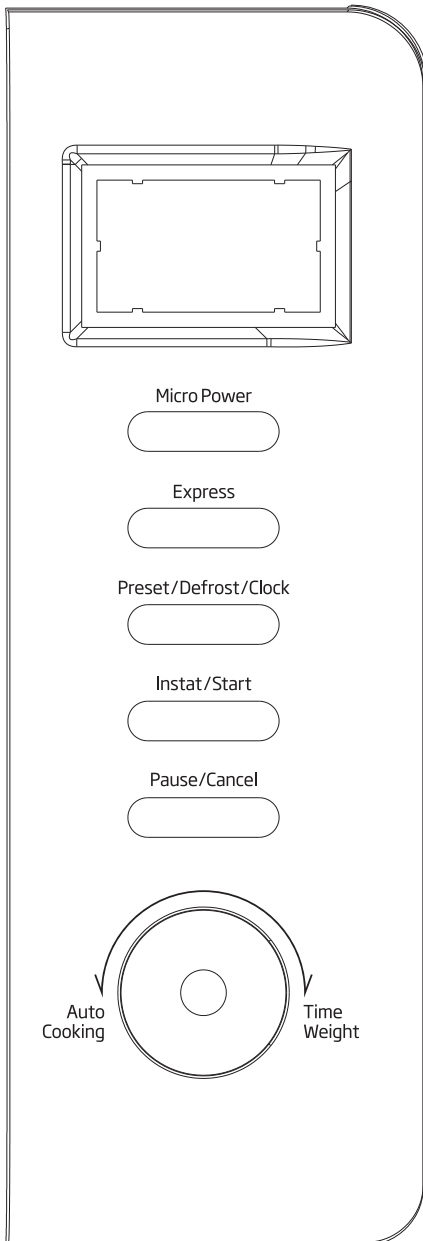 Micro Power
Express
Preset/Defrost/Clock
Instat/Start
Pause/Cancel
Auto
Cooking
Time
Weight